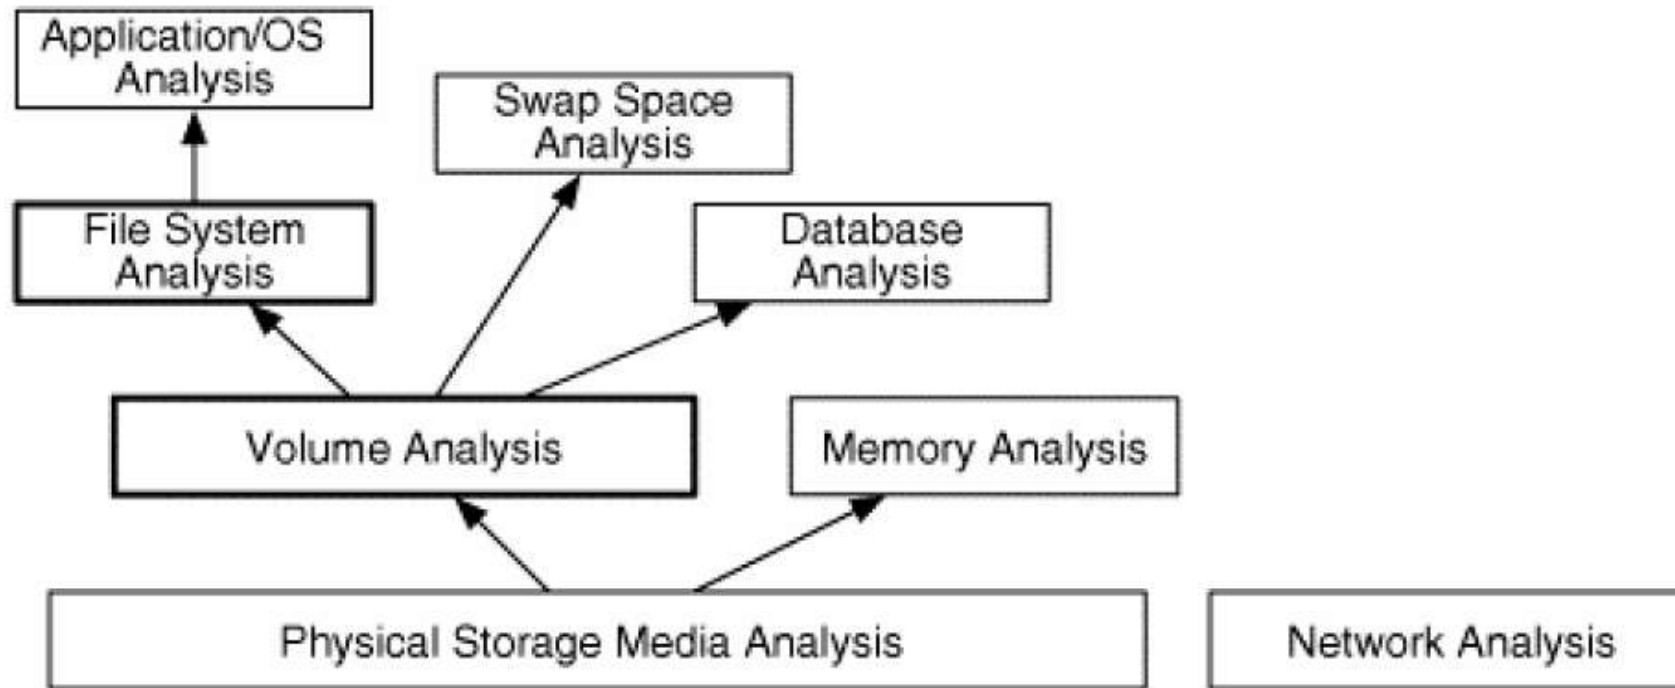 Application/OS
Analysis
Swap Space
Analysis
File System
Analysis
Database
Analysis
Volume Analysis
Memory Analysis
Physical Storage Media Analysis
Network Analysis